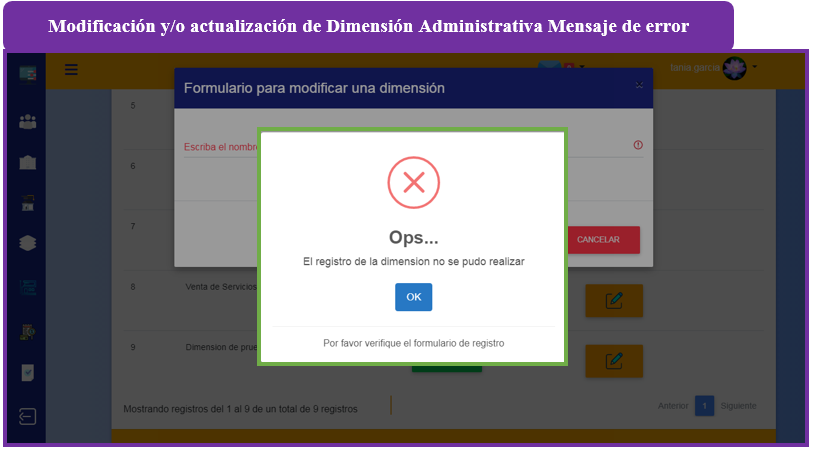 Modificación y/o actualización de Dimensión Administrativa Mensaje de error
tania garcia
Formulario para modificar una dimensión
×
5
Escriba el nombre
6
7
CANCELAR
Ops...
El registro de la dimension no se pudo realizar
OK
Por favor verifique el formulario de registro
8 Venta de Servicios
9 Dimension de prue
Mostrando registros del 1 al 9 de un total de 9 registros
Anterior 1 Siguiente